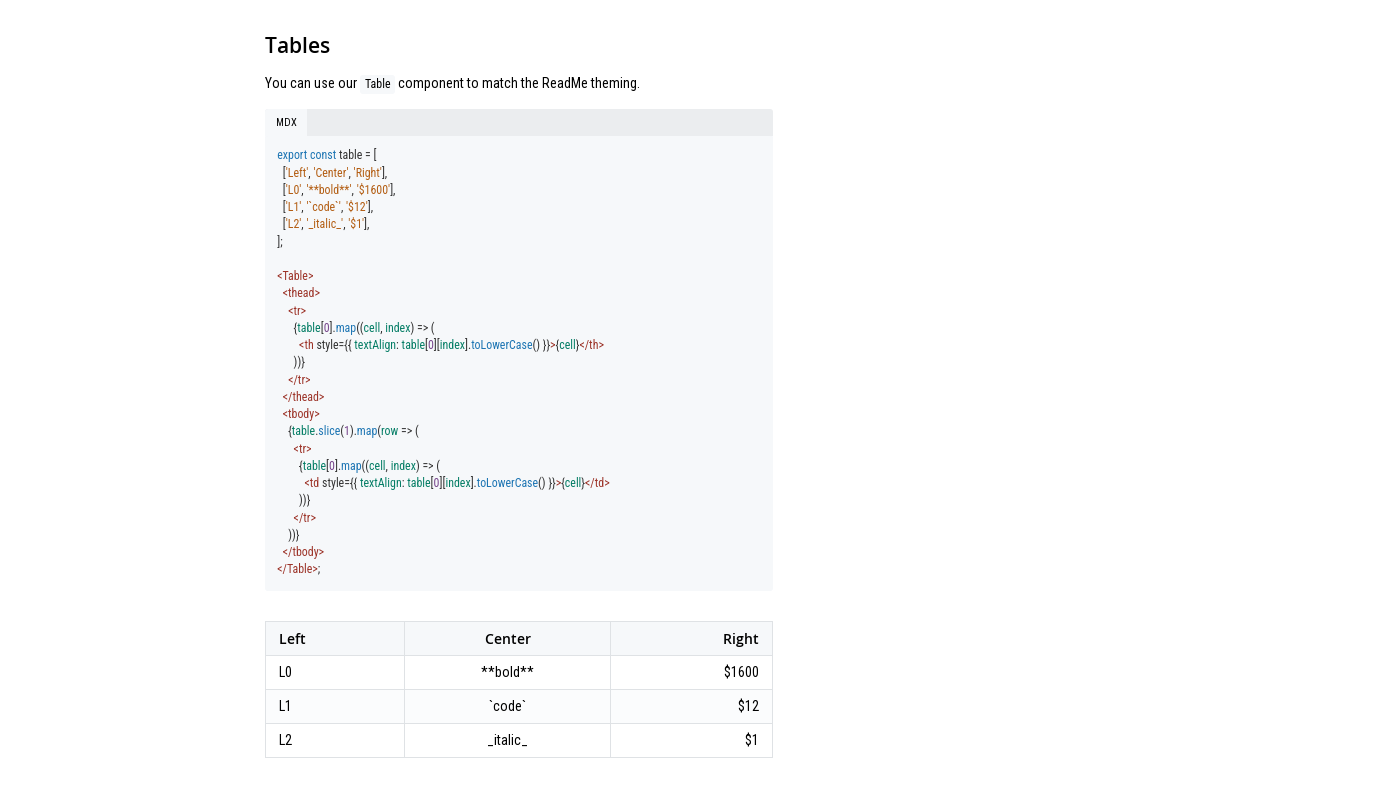 Tables
You can use our Table component to match the ReadMe theming.
MDX
export const table = [
  ['Left', 'Center', 'Right'],
  ['L0', '**bold**', '$1600'],
  ['L1', '`code`', '$12'],
  ['L2', '_italic_', '$1'],
];
<Table>
  <thead>
    <tr>
      {table[0].map((cell, index) => (
        <th style={{ textAlign: table[0][index].toLowerCase() }}>{cell}</th>
      ))}
    </tr>
  </thead>
  <tbody>
    {table.slice(1).map(row => (
      <tr>
        {table[0].map((cell, index) => (
          <td style={{ textAlign: table[0][index].toLowerCase() }}>{cell}</td>
        ))}
      </tr>
    ))}
  </tbody>
</Table>;
Left Center Right
L0 **bold** $1600
L1 `code` $12
L2 _italic_ $1